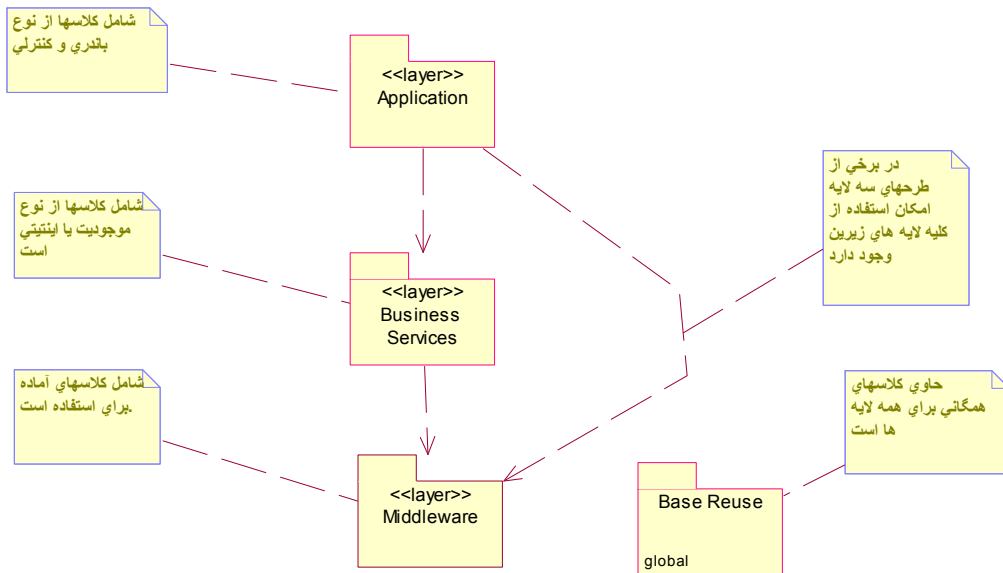 شامل كلاسها از نوع
باندري و كنترلي
<<layer>>
Application
در برخي از
طرحهاي سه لايه
امكان استفاده از
كليه لايه هاي زيرين
وجود دارد
شامل كلاسها از نوع
موجوديت يا اينتيتي
است
<<layer>>
Business
Services
شامل كلاسهاي آماده
براي استفاده است.
<<layer>>
Middleware
حاوي كلاسهاي
همگاني براي همه لايه
ها است
Base Reuse
global